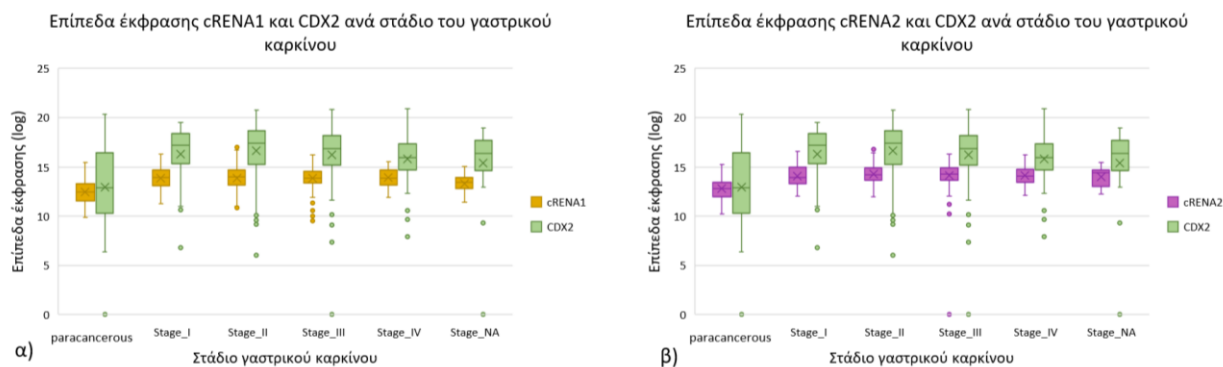 Επίπεδα έκφρασης cRENA1 και CDX2 ανά στάδιο του γαστρικού
καρκίνου
25
20
15
10
5
0
Επίπεδα έκφρασης (log)
paracancerous Stage_I Stage_II Stage_III Stage_IV Stage_NA
Στάδιο γαστρικού καρκίνου
cRENA1
CDX2
α)
Επίπεδα έκφρασης cRENA2 και CDX2 ανά στάδιο του γαστρικού
καρκίνου
25
20
15
10
5
0
Επίπεδα έκφρασης (log)
paracancerous Stage_I Stage_II Stage_III Stage_IV Stage_NA
Στάδιο γαστρικού καρκίνου
cRENA2
CDX2
β)